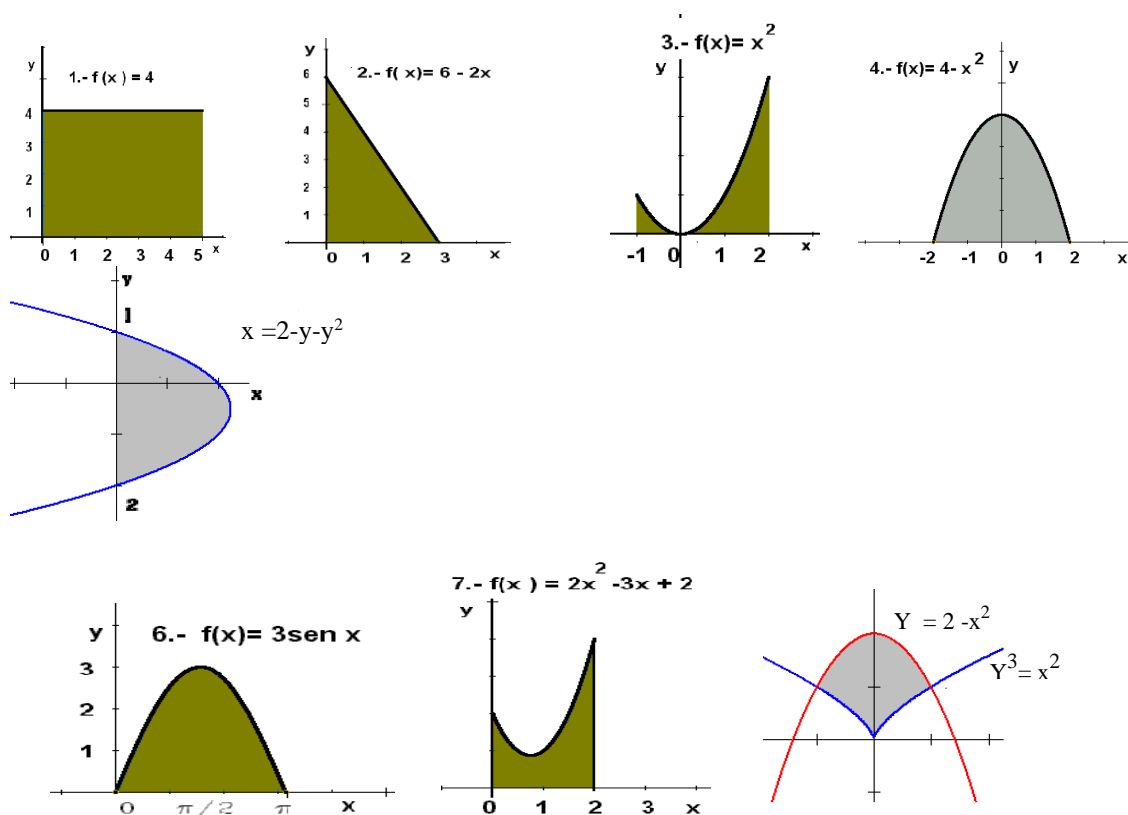 1.- f (x ) = 4
y
4
3
2
1
0 1 2 3 4 5 x
2.- f( x)= 6 - 2x
y
6
5
4
3
2
1
0 1 2 3 x
3.- f(x)= x²
y
-1 0 1 2 x
4.- f(x)= 4- x²
y
-2 -1 0 1 2 x
y
1
x =2-y-y²
x
2
6.- f(x)= 3sen x
y
3
2
1
0 π/2 π x
7.- f(x ) = 2x² -3x + 2
y
0 1 2 3 x
Y = 2 -x²
Y³= x²